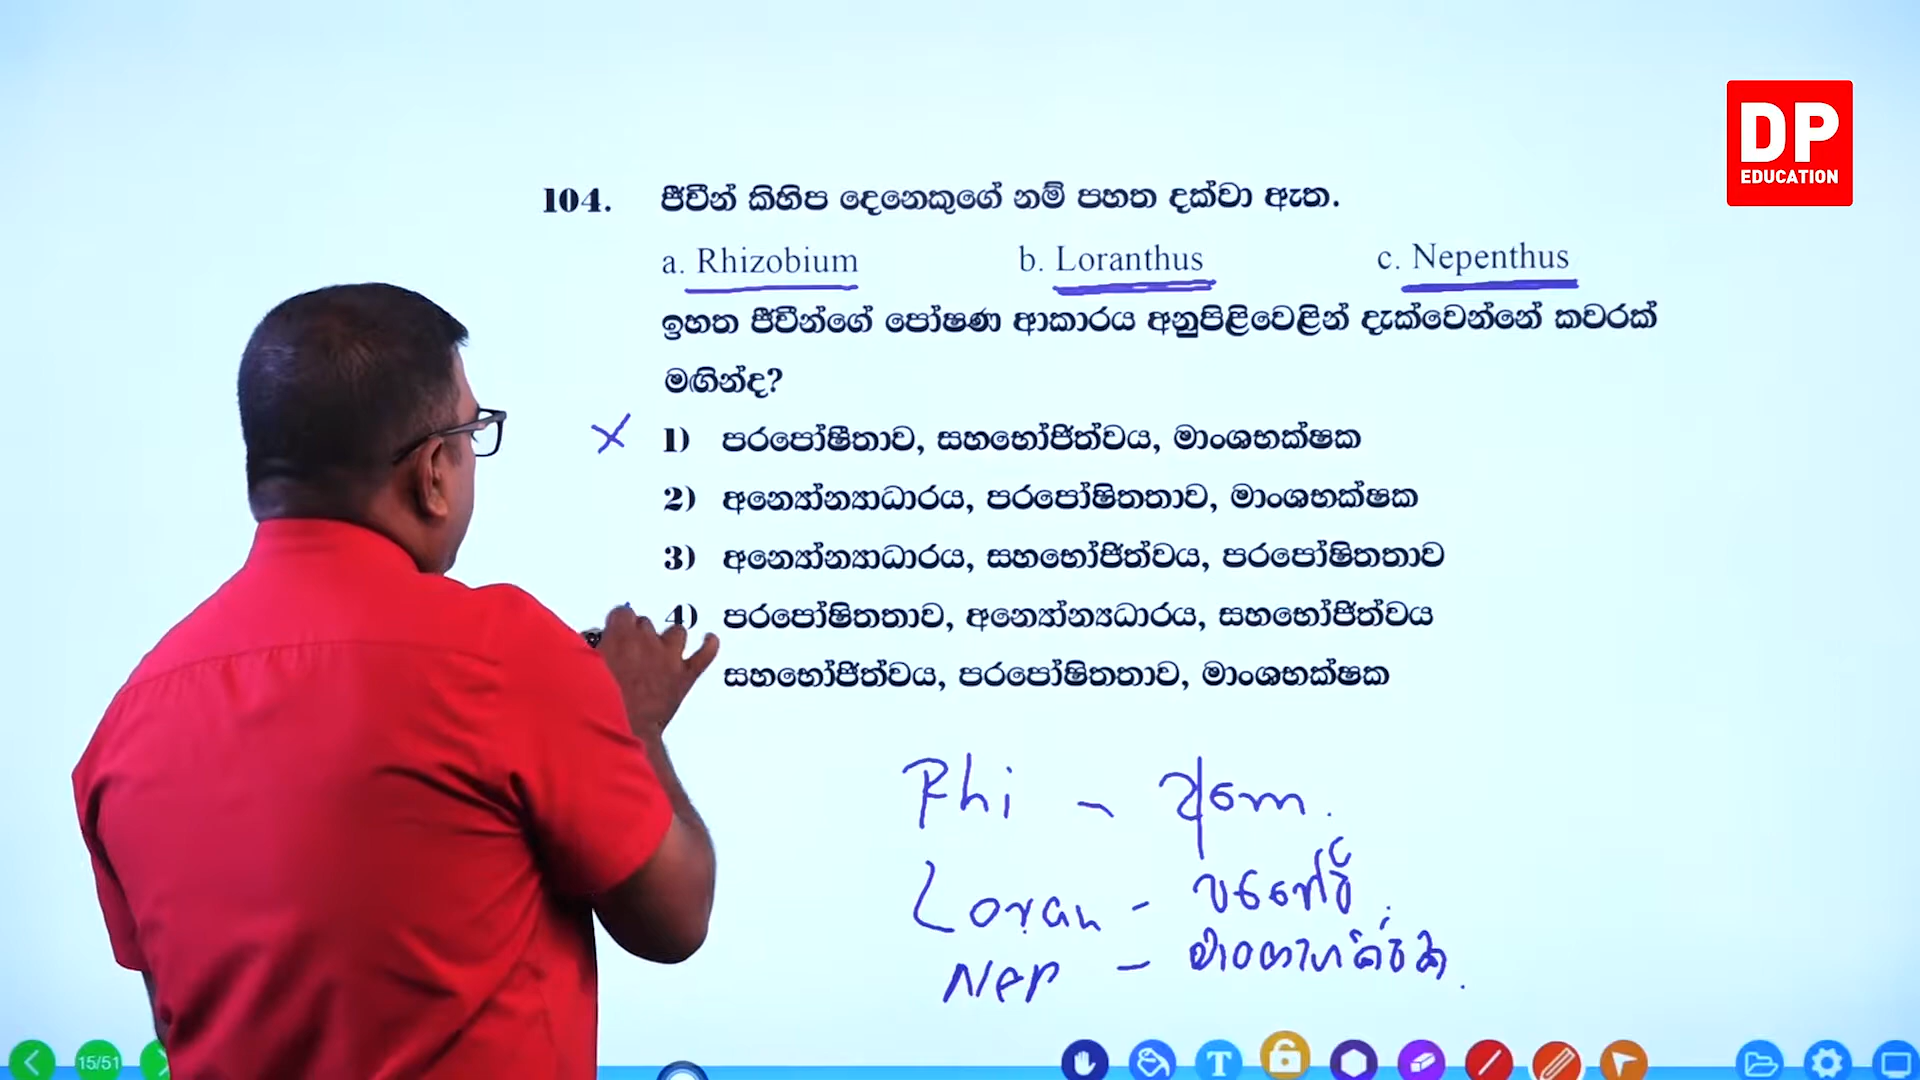 DP
EDUCATION
104. ජීවීන් කිහිප දෙනෙකුගේ නම් පහත දක්වා ඇත.
a. Rhizobium b. Loranthus c. Nepenthus
ඉහත ජීවීන්ගේ පෝෂණ ආකාරය අනුපිළිවෙළින් දැක්වෙන්නේ කවරක්
මඟින්ද?
1) පරපෝෂීතාව, සහභෝජිත්වය, මාංශභක්ෂක
2) අන්‍යෝන්‍යාධාරය, පරපෝෂිතතාව, මාංශභක්ෂක
3) අන්‍යෝන්‍යාධාරය, සහභෝජිත්වය, පරපෝෂිතතාව
4) පරපෝෂිතතාව, අන්‍යෝන්‍යධාරය, සහභෝජිත්වය
සහභෝජිත්වය, පරපෝෂිතතාව, මාංශභක්ෂක
Rhi -
Loran -
Nep -
15/51